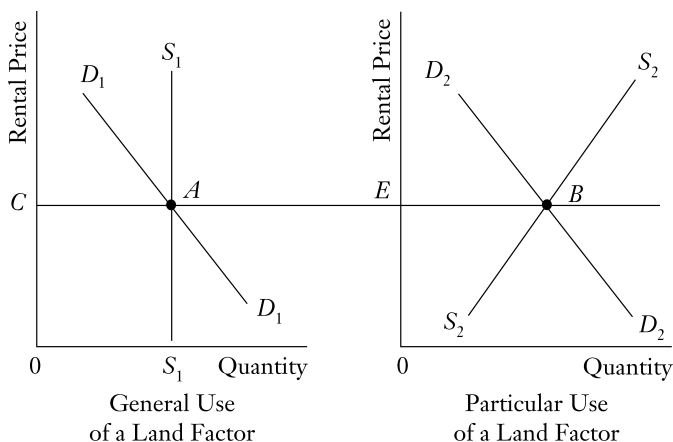 Rental Price
S1
D1
C
A
D1
0
S1
Quantity
General Use
of a Land Factor
Rental Price
D2
S2
E
B
S2
D2
0
Quantity
Particular Use
of a Land Factor